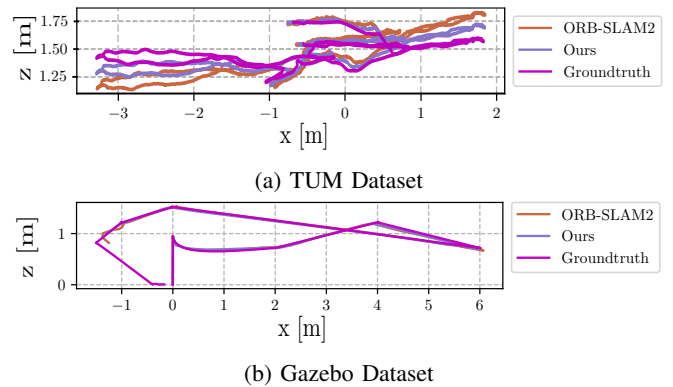 1.75
1.50
1.25
z [m]
−3 −2 −1 0 1 2
x [m]
ORB-SLAM2
Ours
Groundtruth
(a) TUM Dataset
1
0
z [m]
−1 0 1 2 3 4 5 6
x [m]
ORB-SLAM2
Ours
Groundtruth
(b) Gazebo Dataset